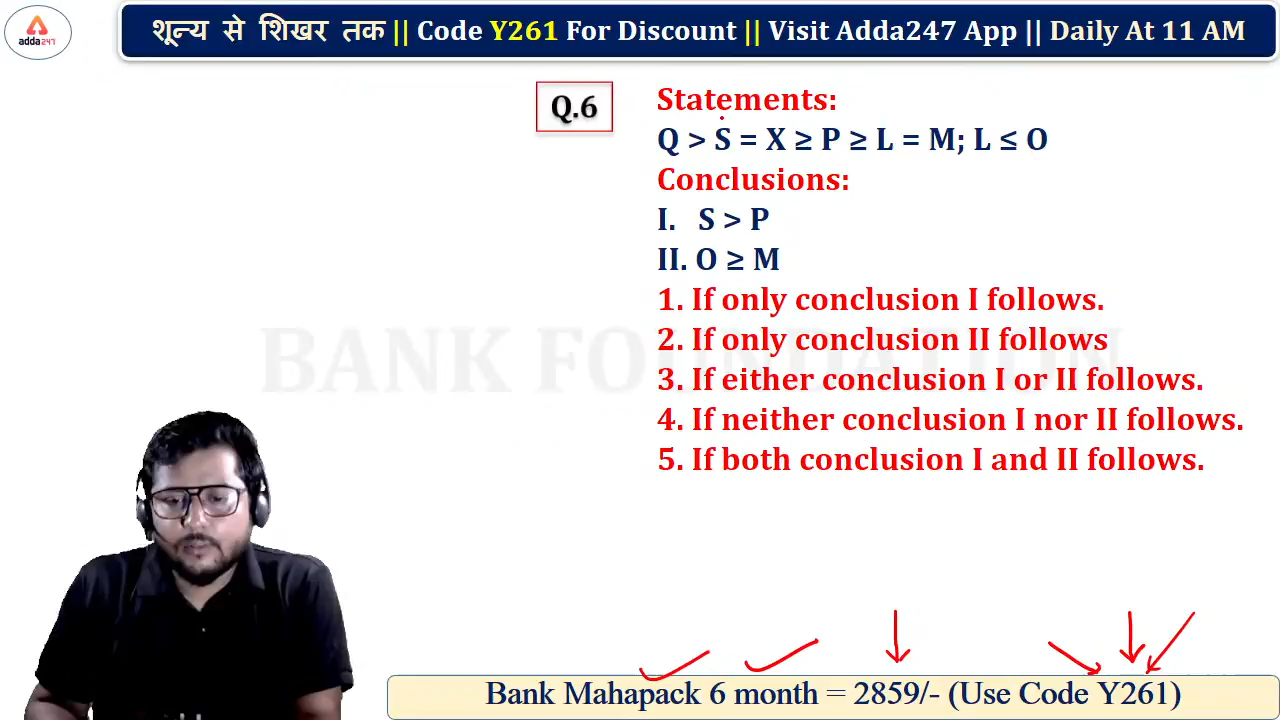 adda247
शून्य से शिखर तक || Code Y261 For Discount || Visit Adda247 App || Daily At 11 AM
Q.6
Statements:
Q > S = X ≥ P ≥ L = M; L ≤ O
Conclusions:
I. S > P
II. O ≥ M
1. If only conclusion I follows.
2. If only conclusion II follows
3. If either conclusion I or II follows.
4. If neither conclusion I nor II follows.
5. If both conclusion I and II follows.
BANK FOUNDATION
Bank Mahapack 6 month = 2859/- (Use Code Y261)